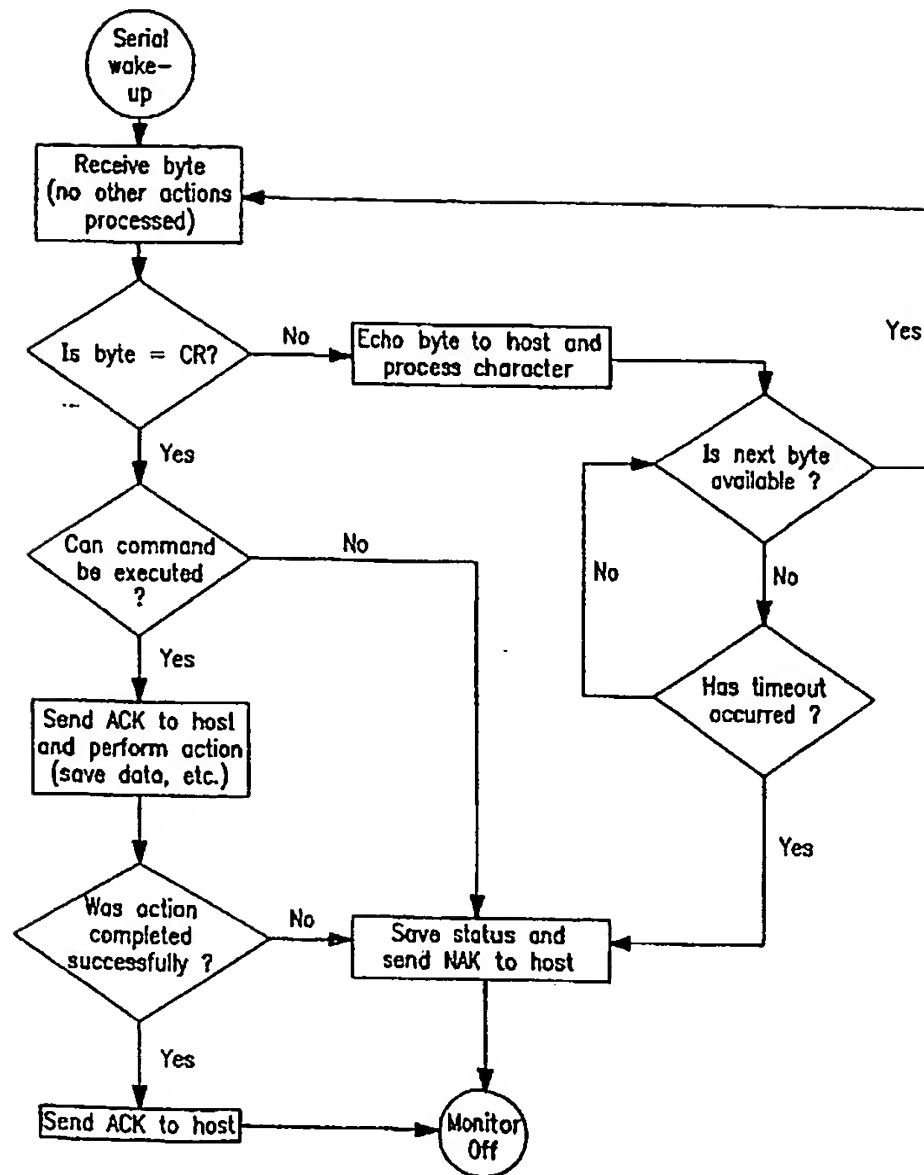 Serial
wake-
up
Receive byte
(no other actions
processed)
Is byte = CR?
No
Echo byte to host and
process character
Yes
Yes
Is next byte
available ?
Can command
be executed
?
No
No
No
Yes
Has timeout
occurred ?
Send ACK to host
and perform action
(save data, etc.)
Yes
Was action
completed
successfully ?
No
Save status and
send NAK to host
Yes
Send ACK to host
Monitor
Off